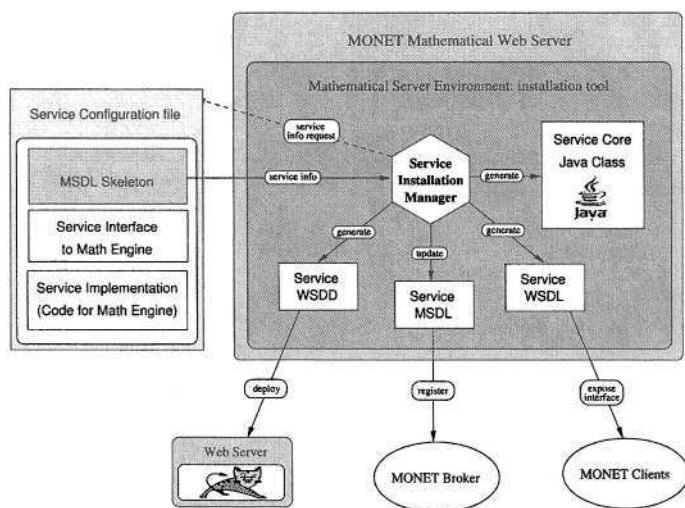 MONET Mathematical Web Server
Mathematical Server Environment: installation tool
Service Configuration file
service
info request
MSDL Skeleton
service info
Service
Installation
Manager
generate
Service Core
Java Class
Java
Service Interface
to Math Engine
Service Implementation
(Code for Math Engine)
generate
update
generate
Service
WSDD
Service
MSDL
Service
WSDL
deploy
register
expose
interface
Web Server
MONET Broker
MONET Clients